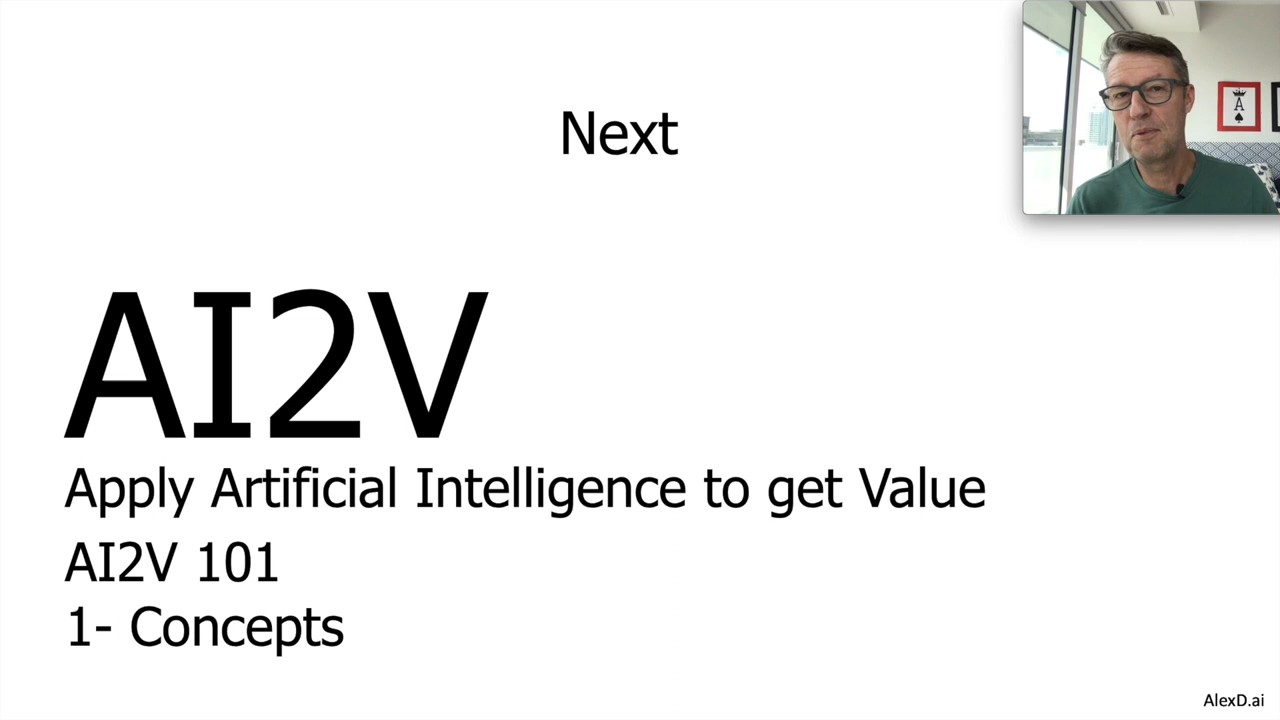 Next
A
AI2V
Apply Artificial Intelligence to get Value
AI2V 101
1- Concepts
AlexD.ai